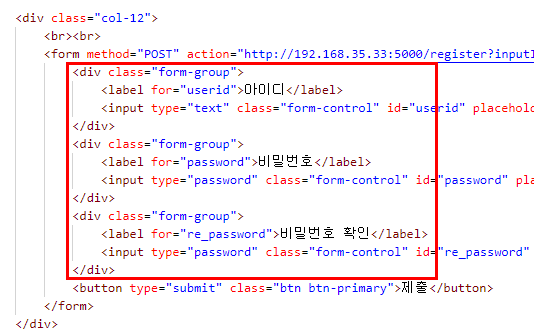 <div class="col-12">
<br><br>
<form method="POST" action="http://192.168.35.33:5000/register?input1
<div class="form-group">
<label for="userid">아이디</label>
<input type="text" class="form-control" id="userid" placehold
</div>
<div class="form-group">
<label for="password">비밀번호</label>
<input type="password" class="form-control" id="password" pla
</div>
<div class="form-group">
<label for="re_password">비밀번호 확인</label>
<input type="password" class="form-control" id="re_password"
</div>
<button type="submit" class="btn btn-primary">제출</button>
</form>
</div>